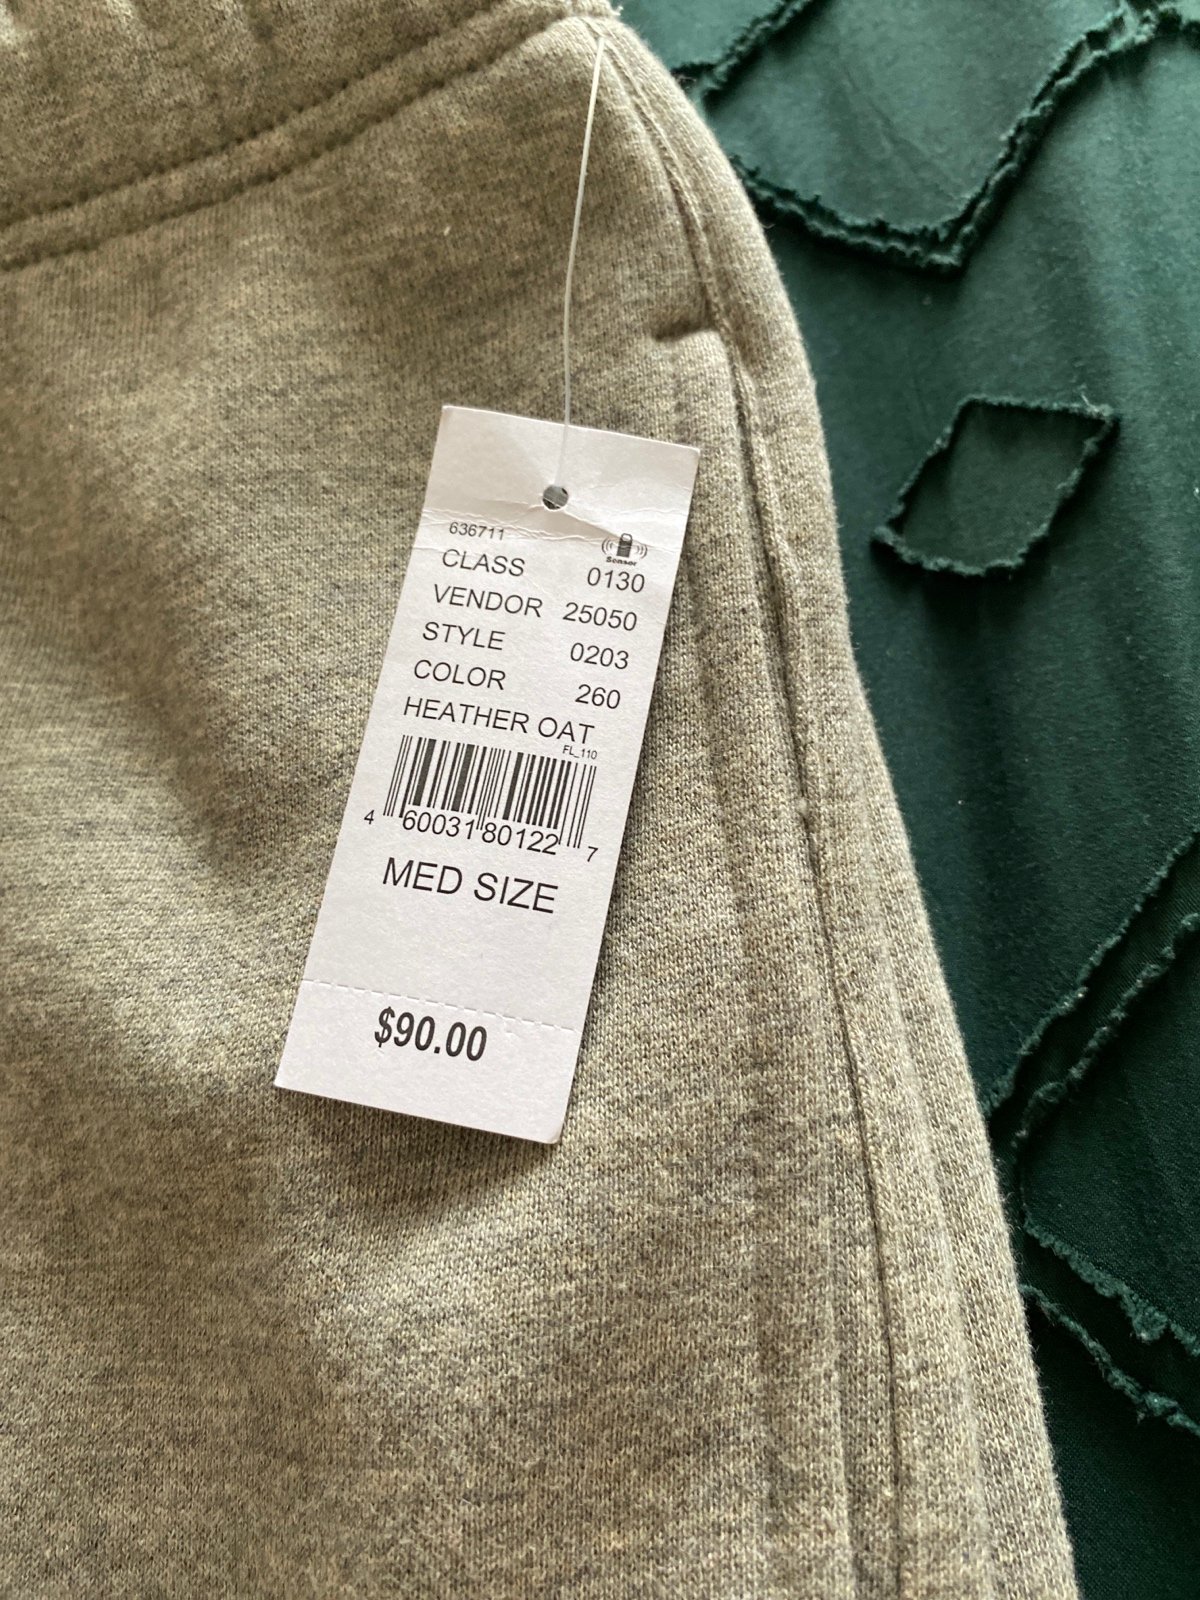 636711
Sensor
CLASS 0130
VENDOR 25050
STYLE 0203
COLOR 260
HEATHER OAT
FL_110
4 60031 80122 7
MED SIZE
$90.00